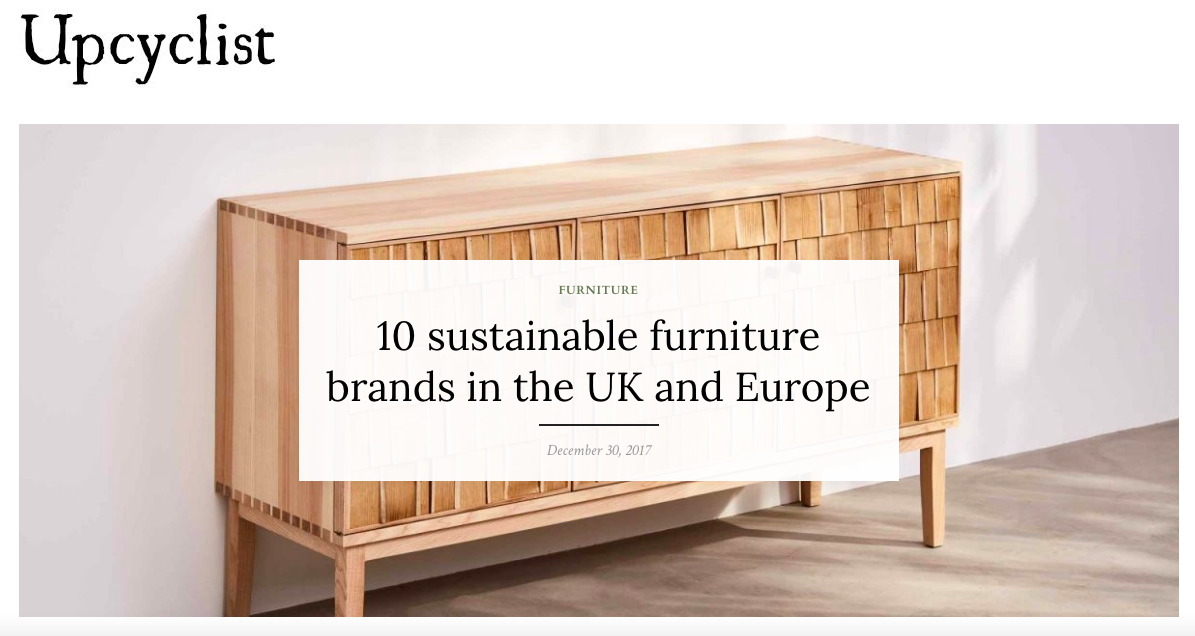 Upcyclist
FURNITURE
10 sustainable furniture
brands in the UK and Europe
December 30, 2017